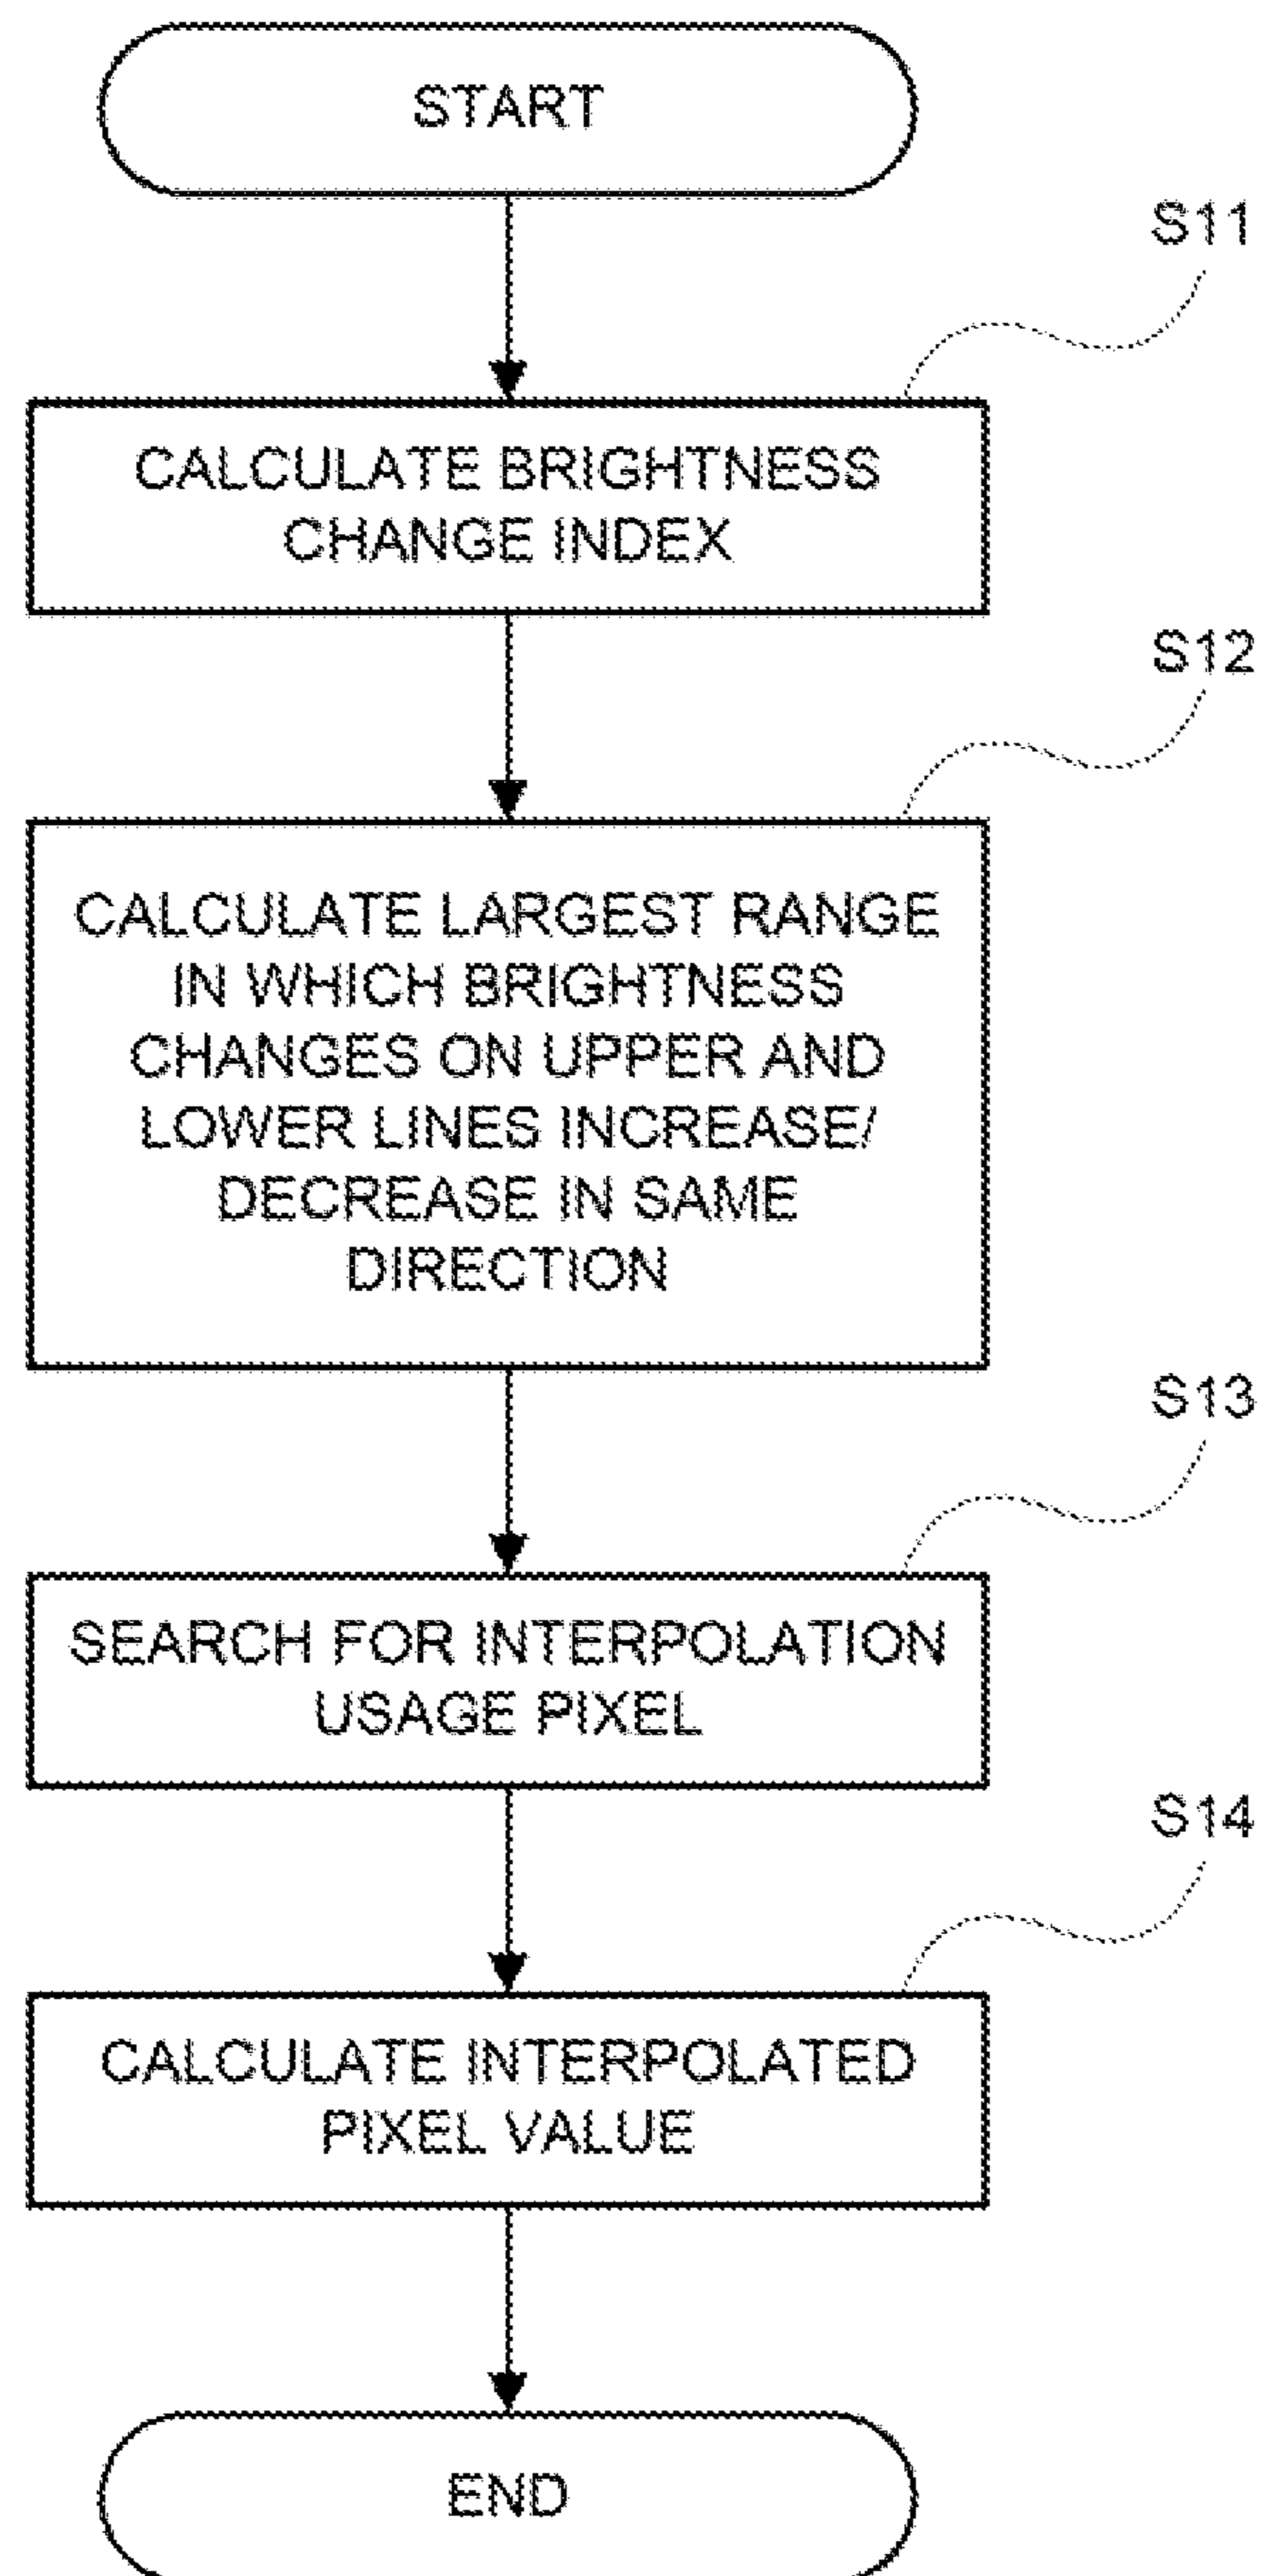 START
S11
CALCULATE BRIGHTNESS
CHANGE INDEX
S12
CALCULATE LARGEST RANGE
IN WHICH BRIGHTNESS
CHANGES ON UPPER AND
LOWER LINES INCREASE/
DECREASE IN SAME
DIRECTION
S13
SEARCH FOR INTERPOLATION
USAGE PIXEL
S14
CALCULATE INTERPOLATED
PIXEL VALUE
END